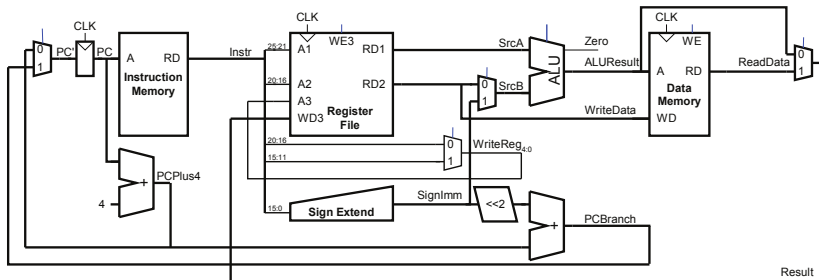 CLK
CLK
CLK
0
1
PC'
PC
A
RD
Instruction
Memory
Instr
25:21
A1
WE3
RD1
SrcA
Zero
ALU
ALUResult
0
1
A
WE
RD
ReadData
0
1
20:16
A2
RD2
SrcB
Data
Memory
A3
Register
File
WD3
WriteData
WD
20:16
0
WriteReg4:0
15:11
1
PCPlus4
+
4
15:0
Sign Extend
SignImm
<<2
+
PCBranch
Result